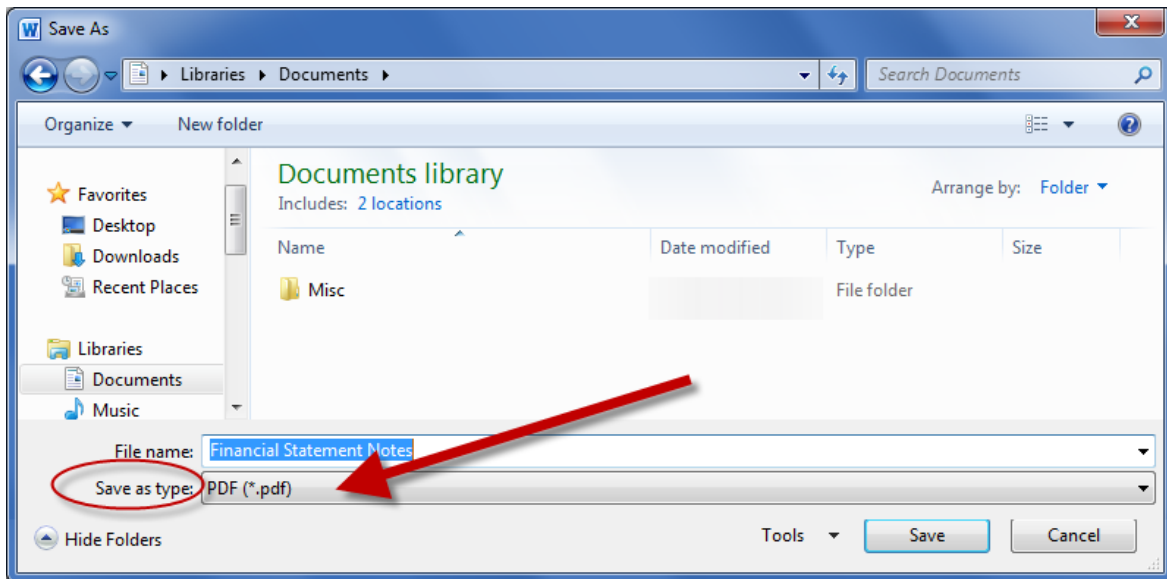 Save As
Libraries Documents
Search Documents
Organize New folder
Documents library
Includes: 2 locations
Arrange by: Folder
Name Date modified Type Size
Misc File folder
Favorites
Desktop
Downloads
Recent Places
Libraries
Documents
Music
File name: Financial Statement Notes
Save as type: PDF (*.pdf)
Hide Folders Tools Save Cancel